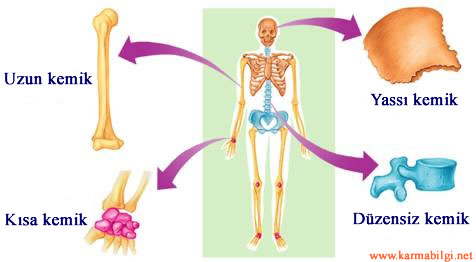 Uzun kemik
Yassı kemik
Kısa kemik
Düzensiz kemik
www.karmabilgi.net